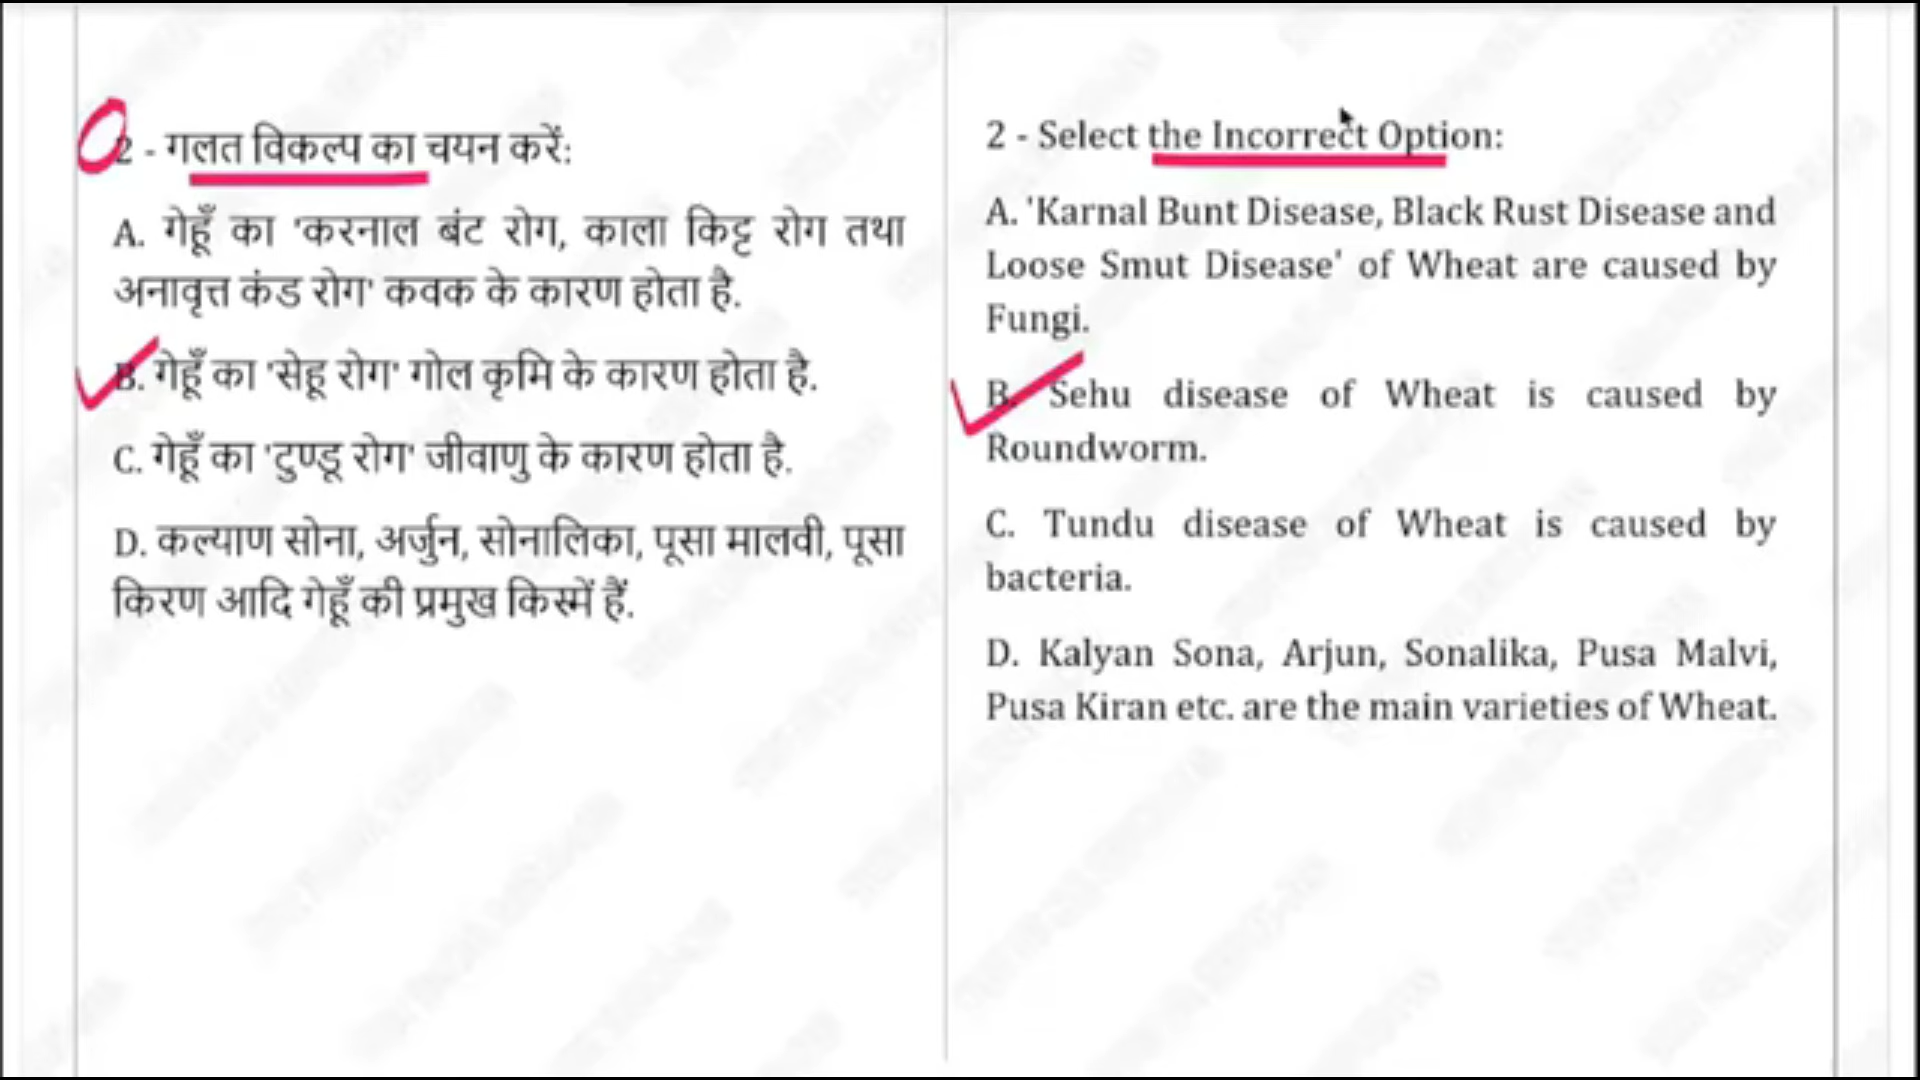 2 - गलत विकल्प का चयन करें:
A. गेहूँ का 'करनाल बंट रोग, काला किट्ट रोग तथा
अनावृत्त कंड रोग' कवक के कारण होता है.
B. गेहूँ का 'सेहू रोग' गोल कृमि के कारण होता है.
C. गेहूँ का 'टुण्डू रोग' जीवाणु के कारण होता है.
D. कल्याण सोना, अर्जुन, सोनालिका, पूसा मालवी, पूसा
किरण आदि गेहूँ की प्रमुख किस्में हैं.
2 - Select the Incorrect Option:
A. 'Karnal Bunt Disease, Black Rust Disease and
Loose Smut Disease' of Wheat are caused by
Fungi.
B. Sehu disease of Wheat is caused by
Roundworm.
C. Tundu disease of Wheat is caused by
bacteria.
D. Kalyan Sona, Arjun, Sonalika, Pusa Malvi,
Pusa Kiran etc. are the main varieties of Wheat.